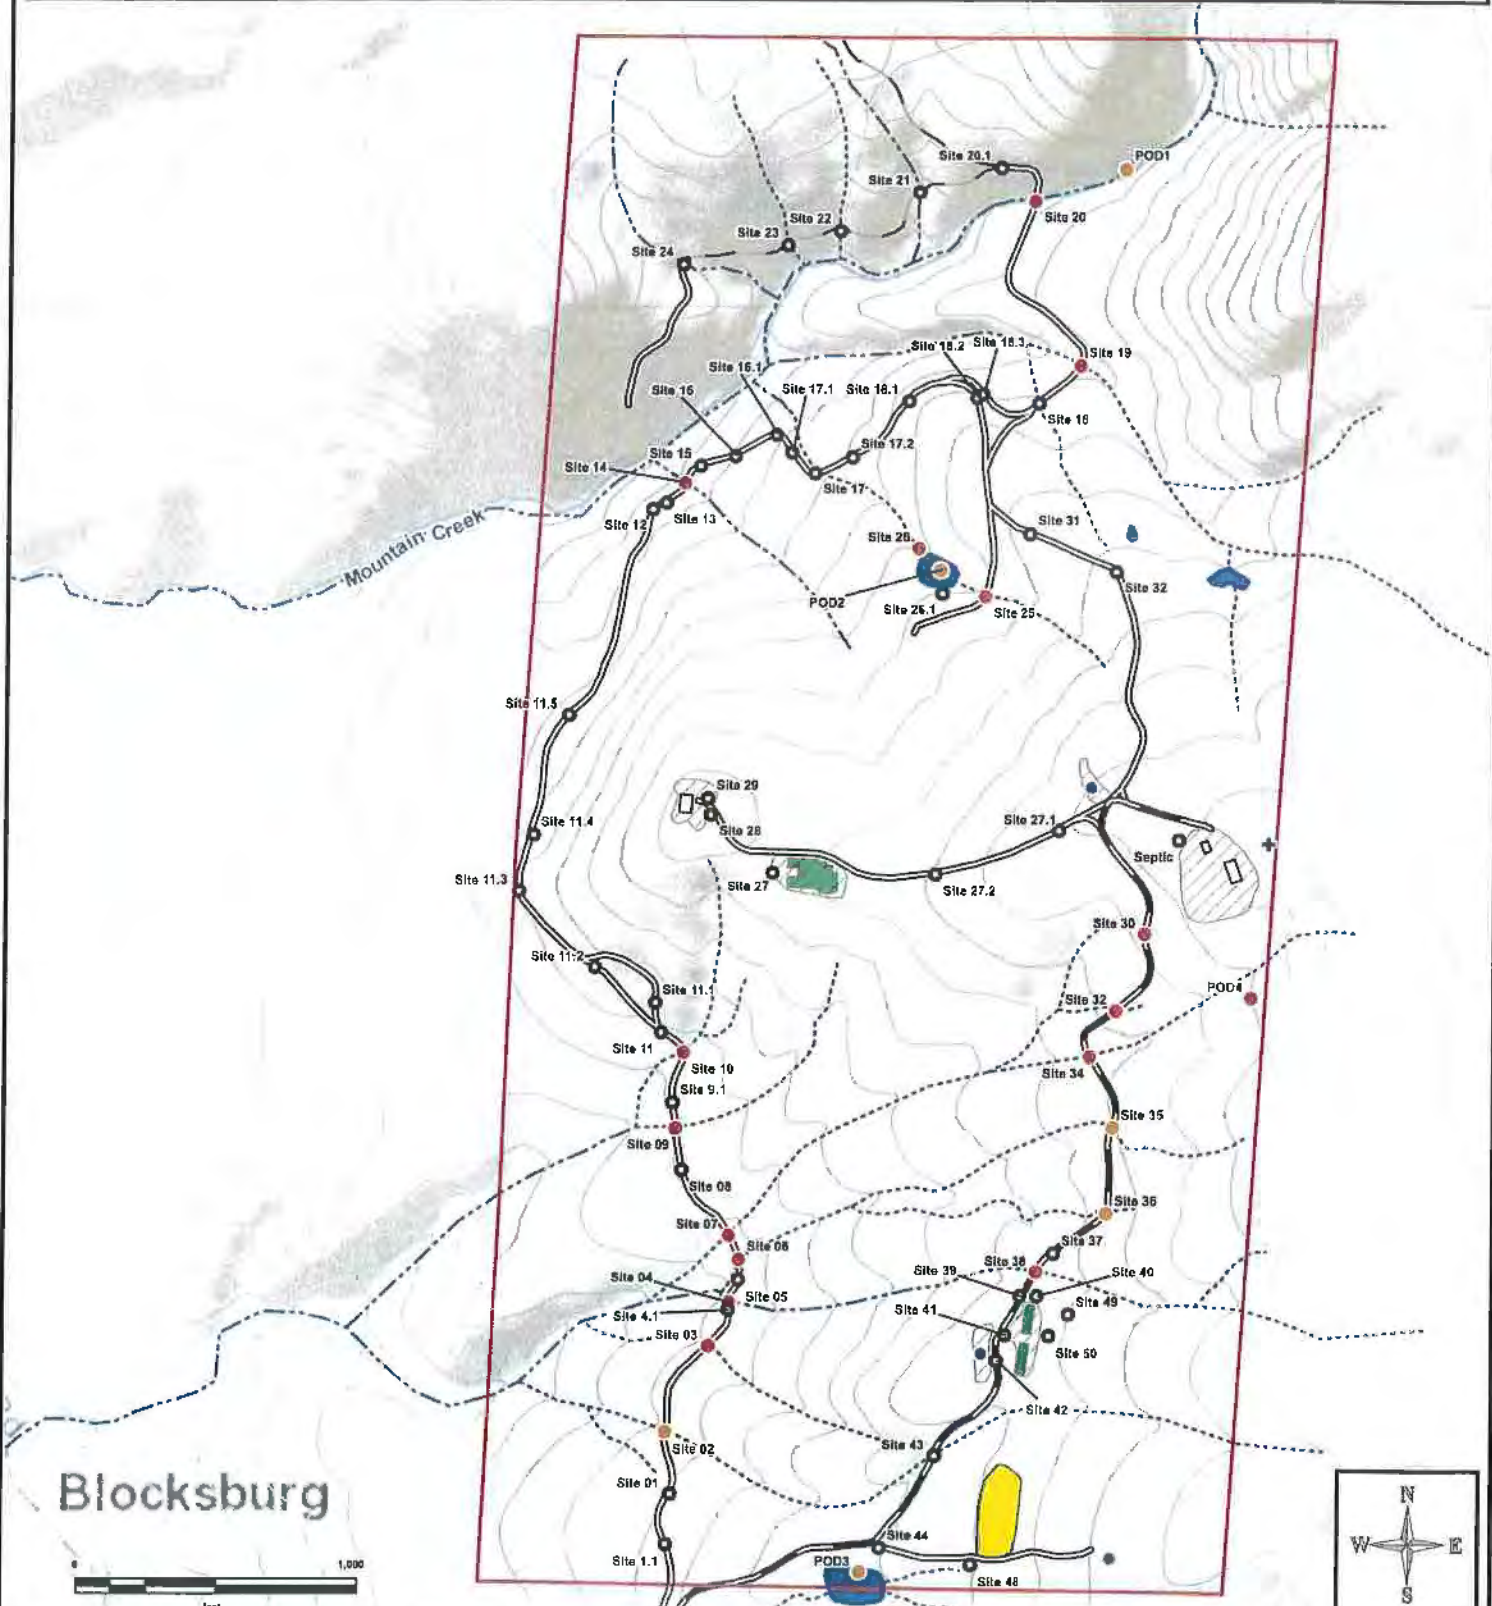 POD1
Site 20.1
Site 21
Site 20
Site 22
Site 23
Site 24
Site 18.2
Site 18.3
Site 19
Site 16.1
Site 17.1
Site 18.1
Site 16
Site 18
Site 17.2
Site 15
Site 14
Site 17
Site 12
Site 13
Mountain Creek
Site 31
Site 26
Site 32
POD2
Site 26.1
Site 25
Site 11.5
Site 29
Site 11.4
Site 28
Site 27.1
Septic
Site 11.3
Site 27
Site 27.2
Site 30
Site 11.2
Site 11.1
Site 32
POD4
Site 11
Site 10
Site 34
Site 9.1
Site 35
Site 09
Site 08
Site 36
Site 07
Site 37
Site 06
Site 38
Site 39
Site 40
Site 04
Site 05
Site 49
Site 4.1
Site 41
Site 03
Site 50
Site 42
Site 02
Site 43
Site 01
Blocksburg
N
W
E
S
Site 44
0
1,000
Site 1.1
POD3
Site 48